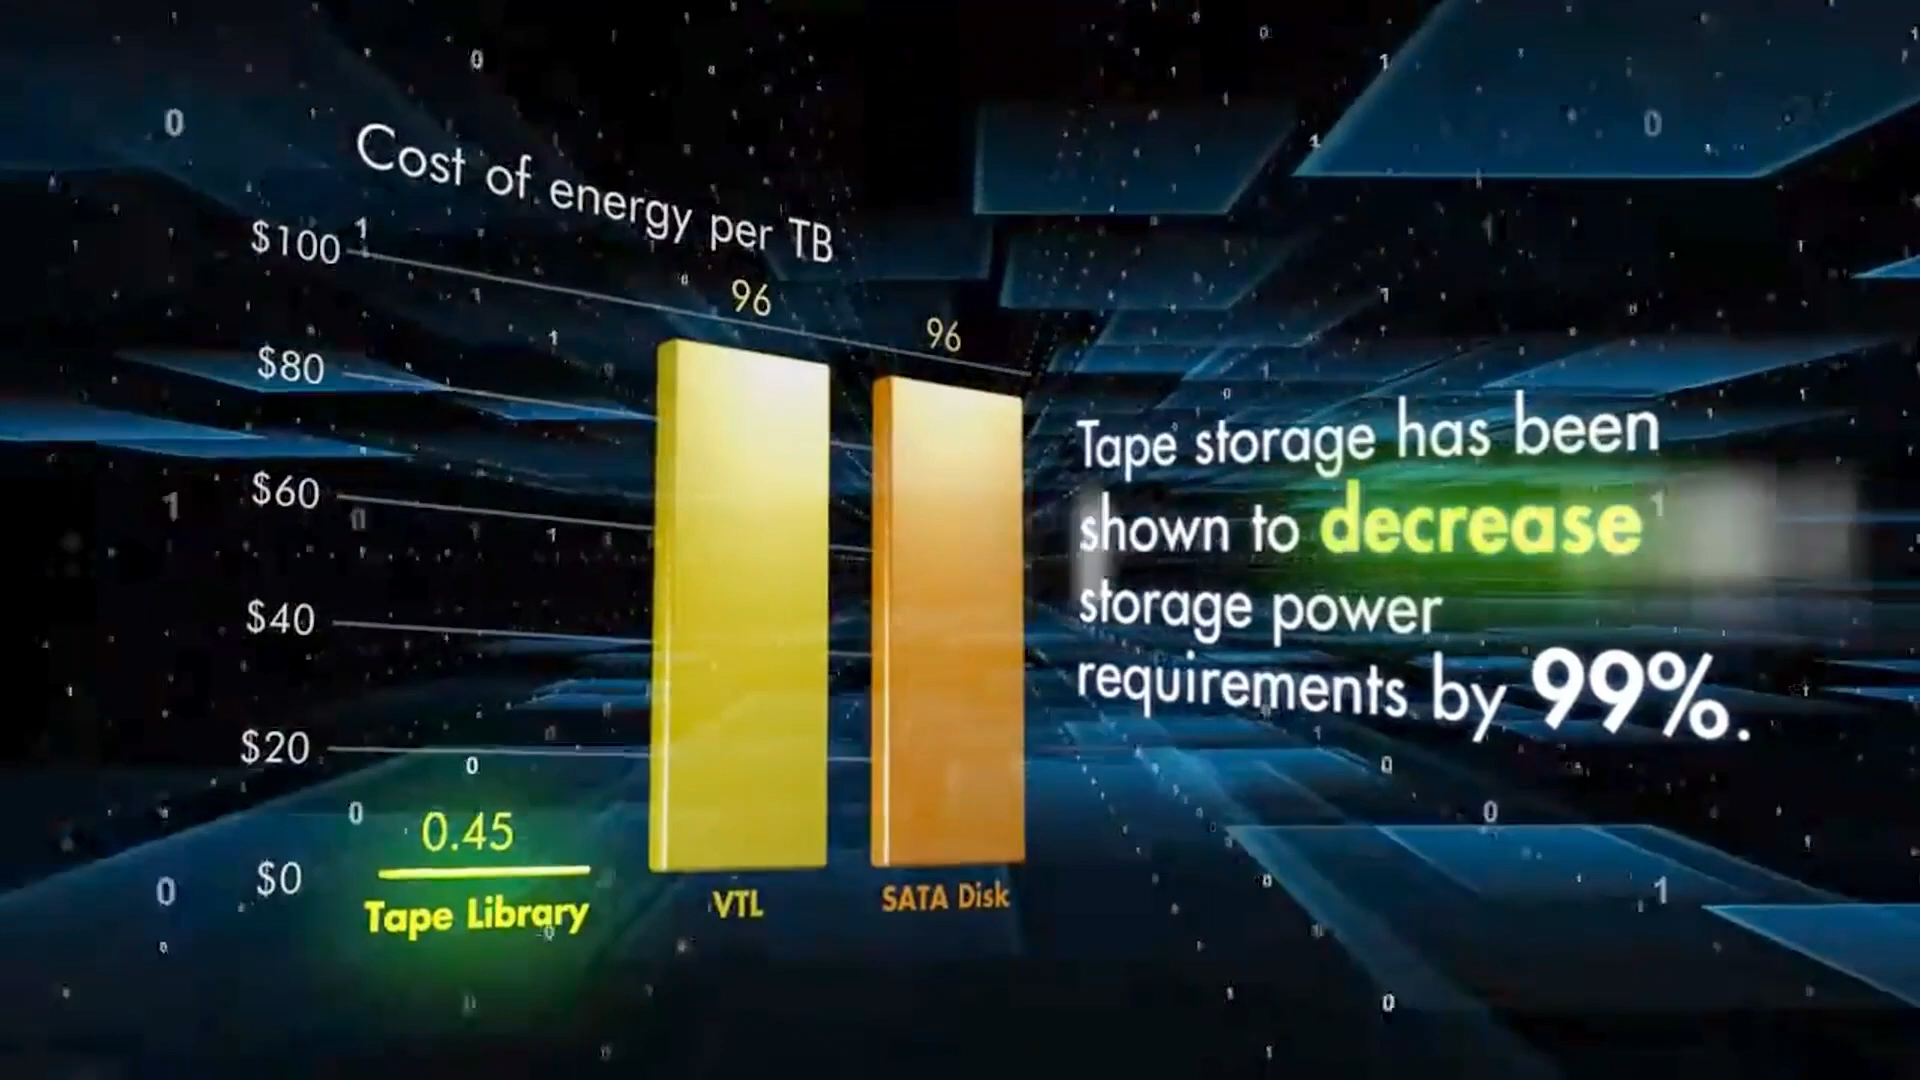 Cost of energy per TB
$100
$80
$60
$40
$20
$0
96
96
0.45
Tape Library
VTL
SATA Disk
Tape storage has been
shown to decrease
storage power
requirements by 99%.